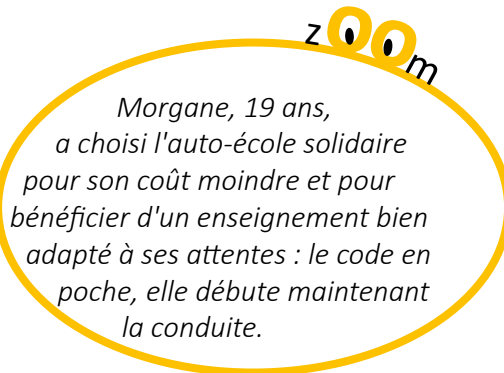 zOOm
Morgane, 19 ans,
a choisi l'auto-école solidaire
pour son coût moindre et pour
bénéficier d'un enseignement bien
adapté à ses attentes : le code en
poche, elle débute maintenant
la conduite.